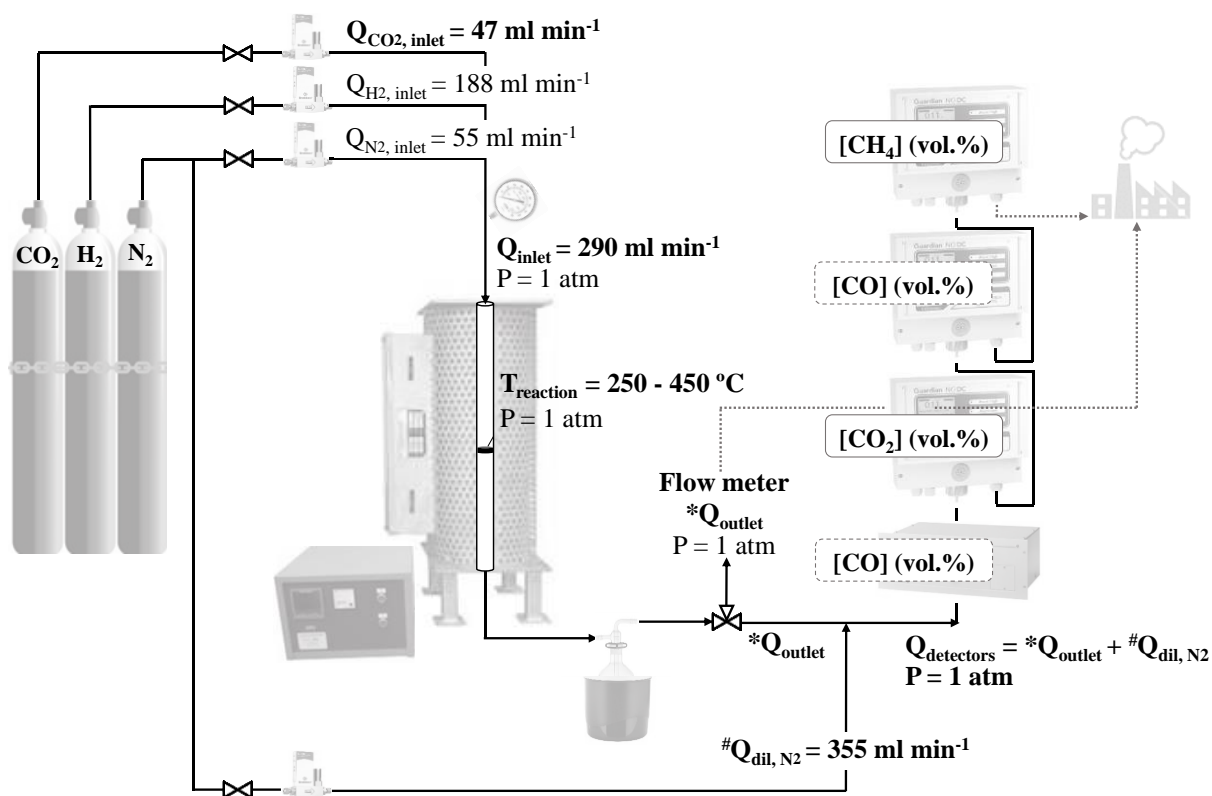 Q_CO2, inlet = 47 ml min⁻¹
Q_H2, inlet = 188 ml min⁻¹
Q_N2, inlet = 55 ml min⁻¹
CO₂
H₂
N₂
Q_inlet = 290 ml min⁻¹
P = 1 atm
T_reaction = 250 - 450 ºC
P = 1 atm
[CH₄] (vol.%)
[CO] (vol.%)
[CO₂] (vol.%)
[CO] (vol.%)
Flow meter
*Q_outlet
P = 1 atm
*Q_outlet
Q_detectors = *Q_outlet + #Q_dil, N2
P = 1 atm
#Q_dil, N2 = 355 ml min⁻¹